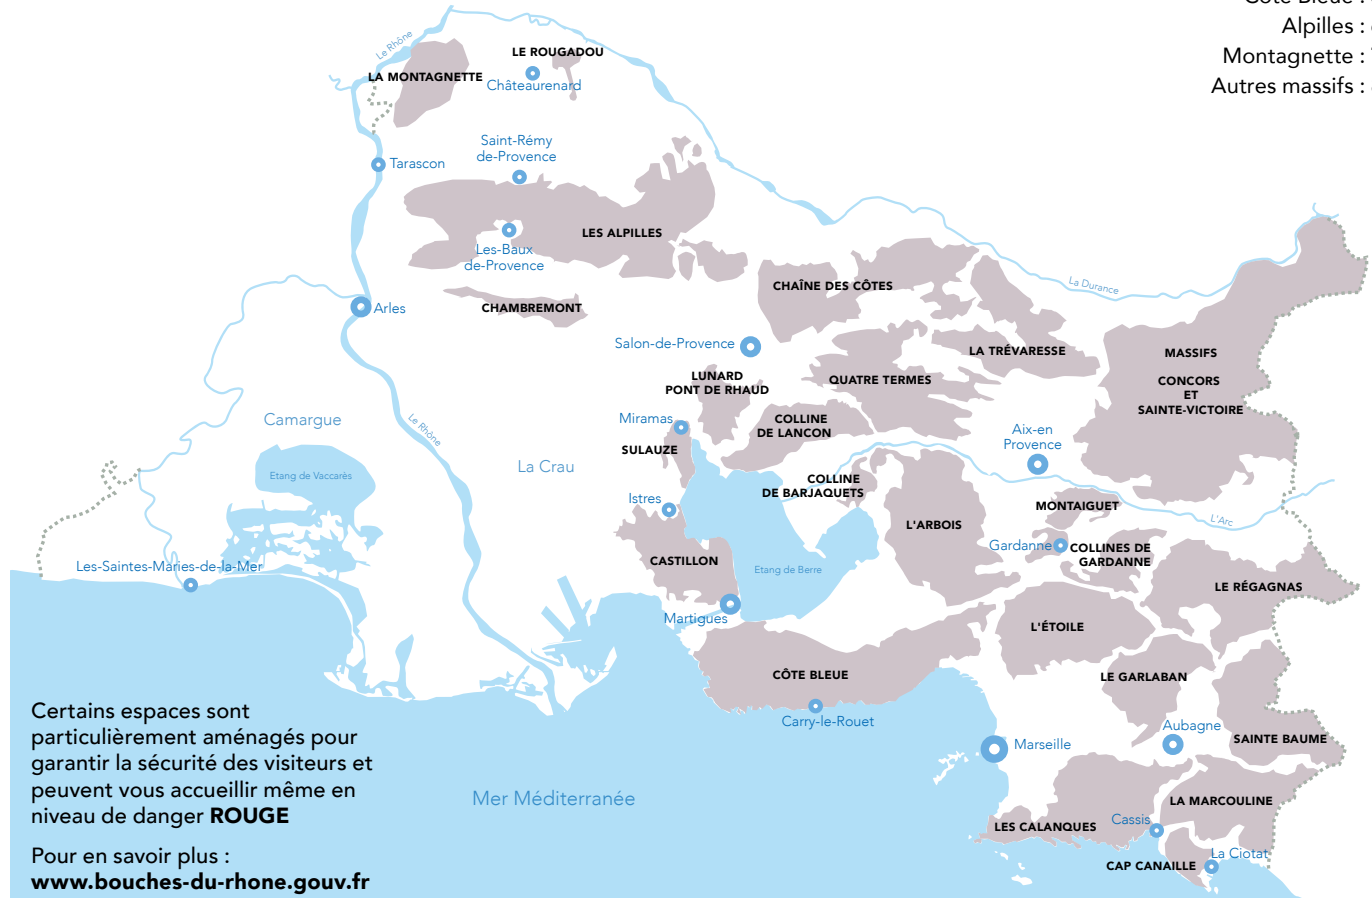 Côte Bleue :
Alpilles :
Montagnette :
Autres massifs :
Le Rhône
LE ROUGADOU
LA MONTAGNETTE
Châteaurenard
Saint-Rémy
de-Provence
Tarascon
LES ALPILLES
Les-Baux
de-Provence
CHAÎNE DES CÔTES
La Durance
CHAMBREMONT
Arles
Salon-de-Provence
LA TRÉVARESSE
MASSIFS
CONCORS
ET
SAINTE-VICTOIRE
LUNARD
PONT DE RHAUD
QUATRE TERMES
Camargue
Le Rhône
Miramas
COLLINE
DE LANCON
Aix-en
Provence
SULAUZE
La Crau
Etang de Vaccarès
COLLINE
DE BARJAQUETS
Istres
MONTAIGUET
L'ARBOIS
L'Arc
Gardanne
COLLINES DE
GARDANNE
CASTILLON
Etang de Berre
Les-Saintes-Maries-de-la-Mer
LE RÉGAGNAS
Martigues
L'ÉTOILE
CÔTE BLEUE
LE GARLABAN
Carry-le-Rouet
Aubagne
Marseille
SAINTE BAUME
Mer Méditerranée
LA MARCOULINE
Cassis
LES CALANQUES
La Ciotat
CAP CANAILLE
Certains espaces sont
particulièrement aménagés pour
garantir la sécurité des visiteurs et
peuvent vous accueillir même en
niveau de danger ROUGE
Pour en savoir plus :
www.bouches-du-rhone.gouv.fr